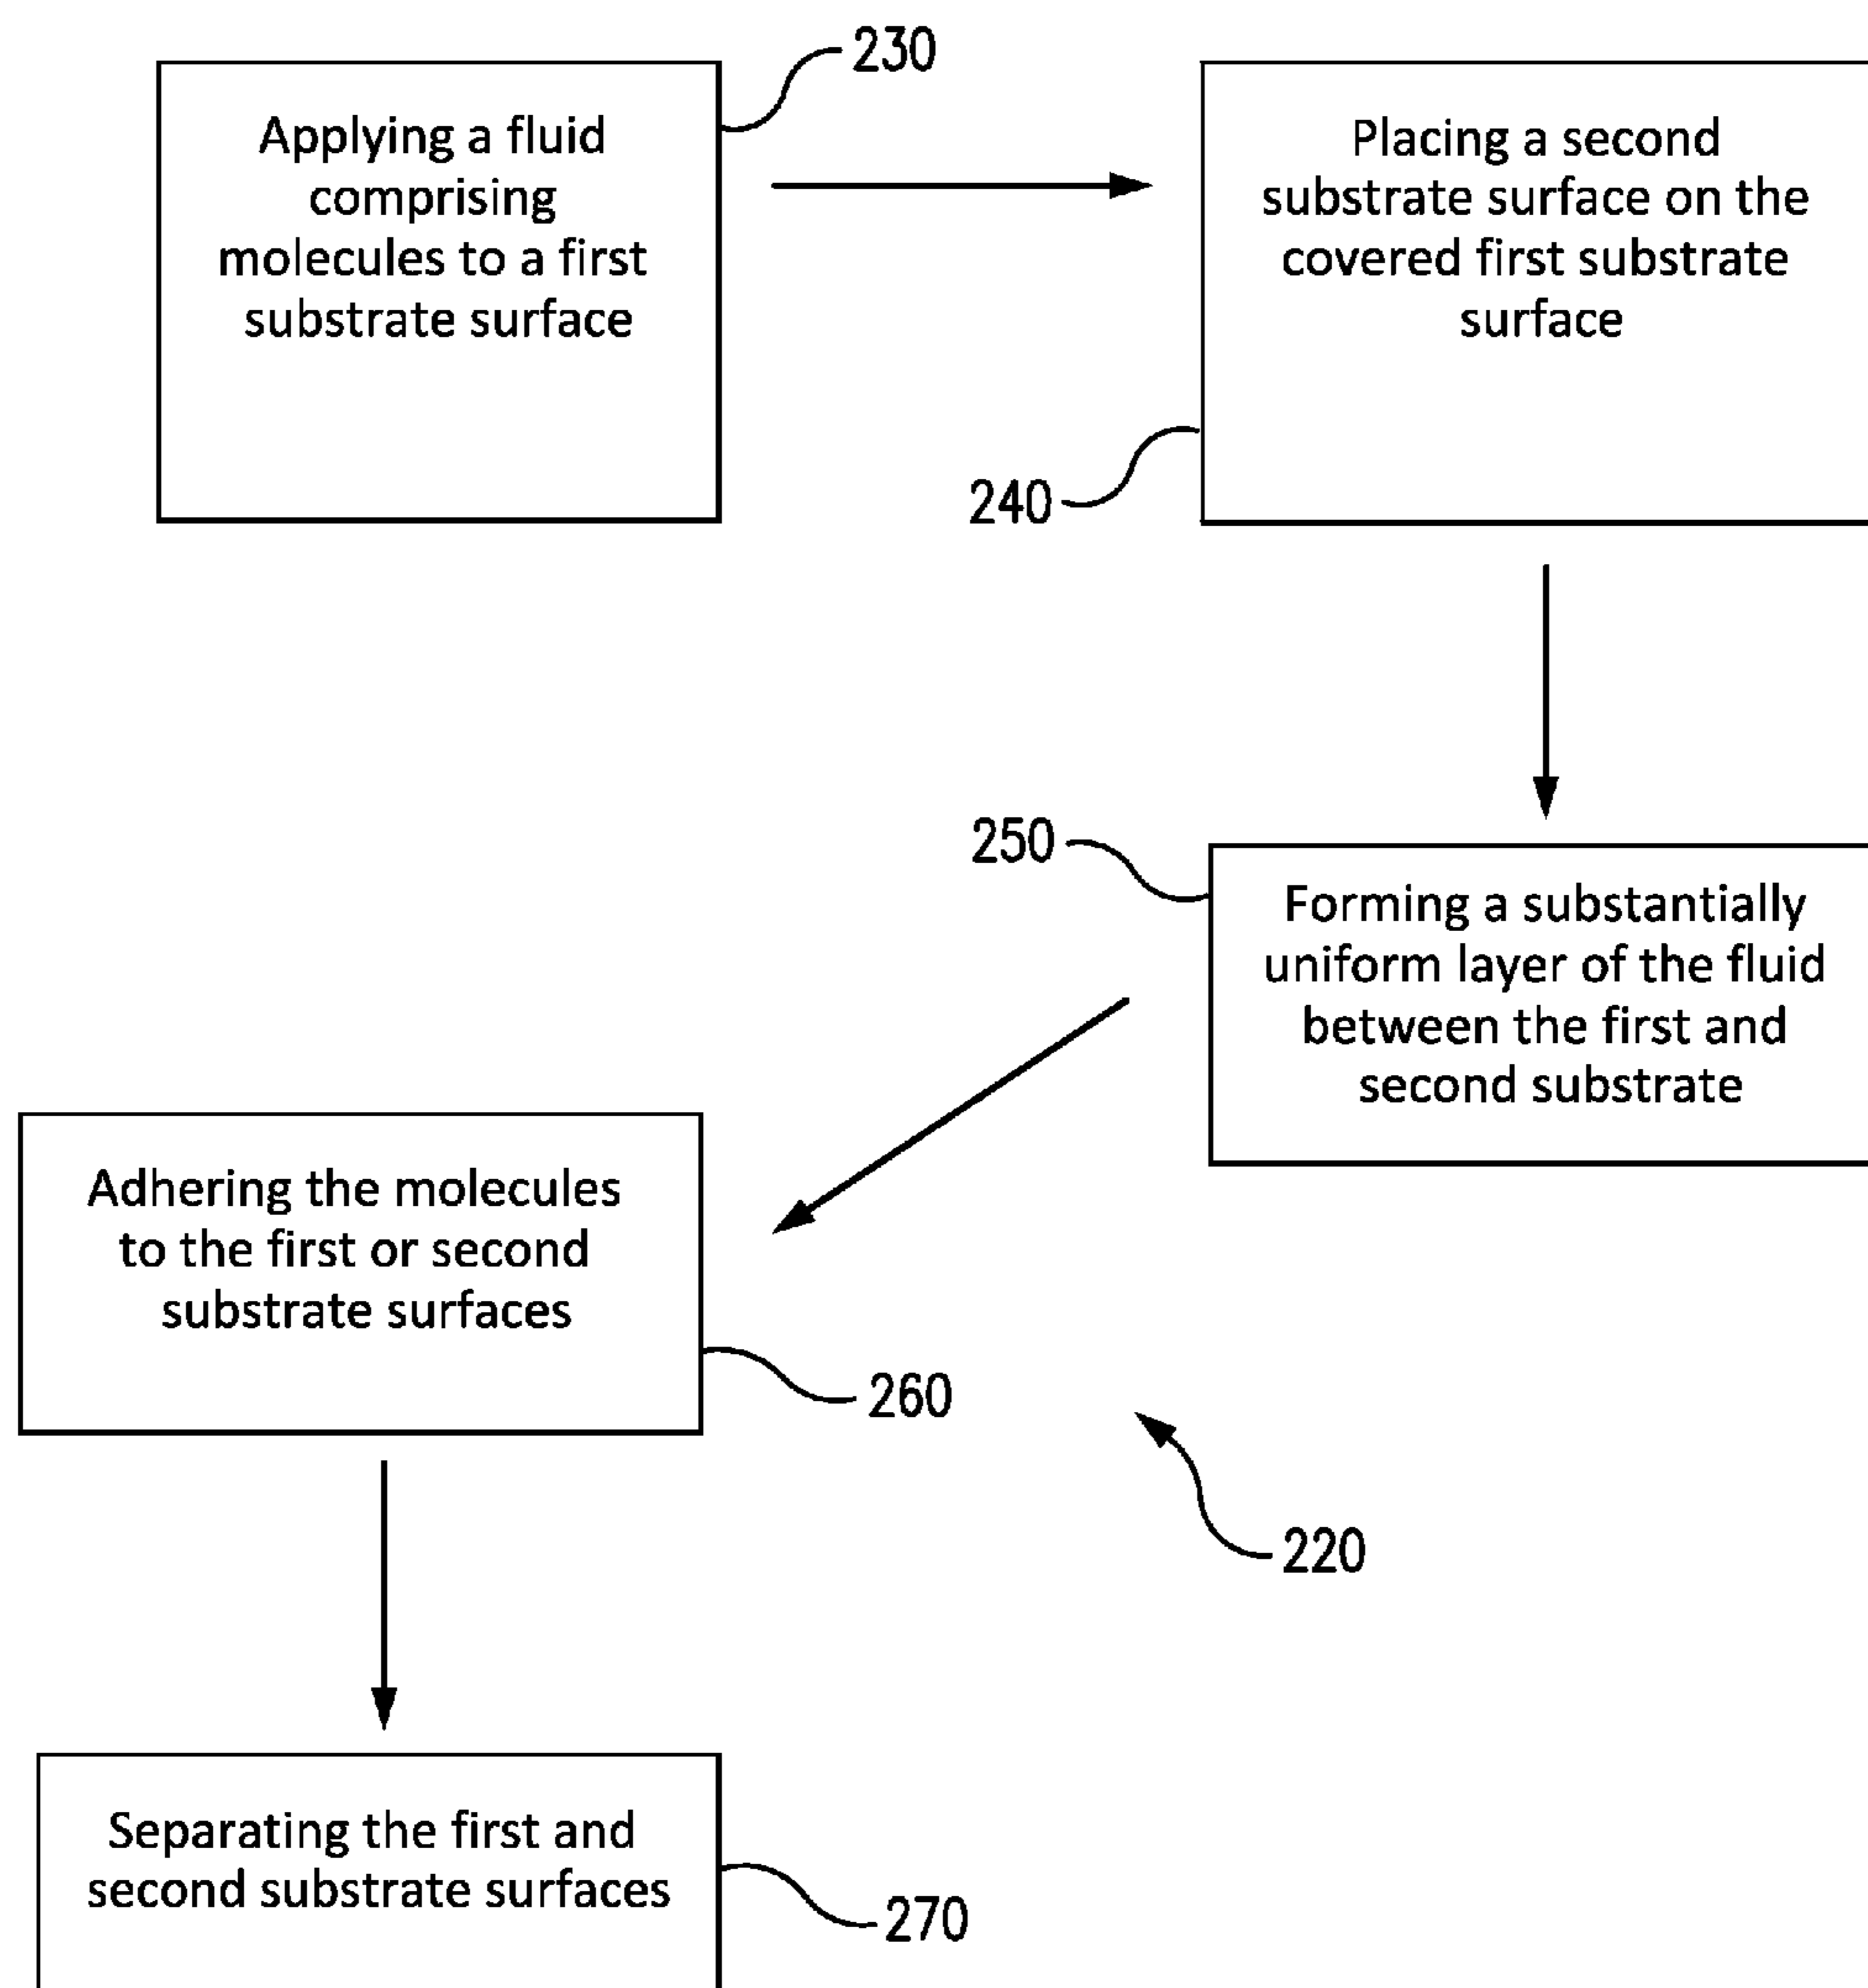 230
Applying a fluid
comprising
molecules to a first
substrate surface
Placing a second
substrate surface on the
covered first substrate
surface
240
250
Forming a substantially
uniform layer of the fluid
between the first and
second substrate
Adhering the molecules
to the first or second
substrate surfaces
260
220
Separating the first and
second substrate surfaces
270